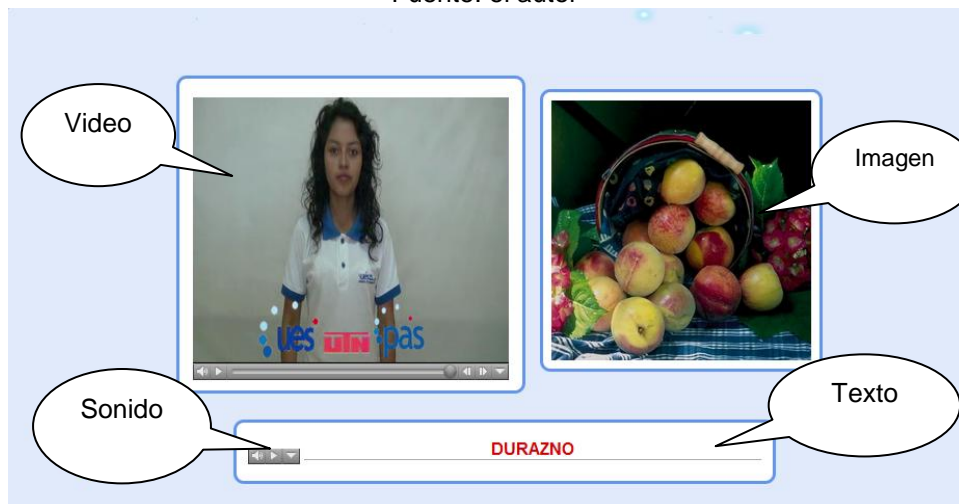 Fuente: el autor
Video
Imagen
ues UTN pas
Sonido
Texto
DURAZNO